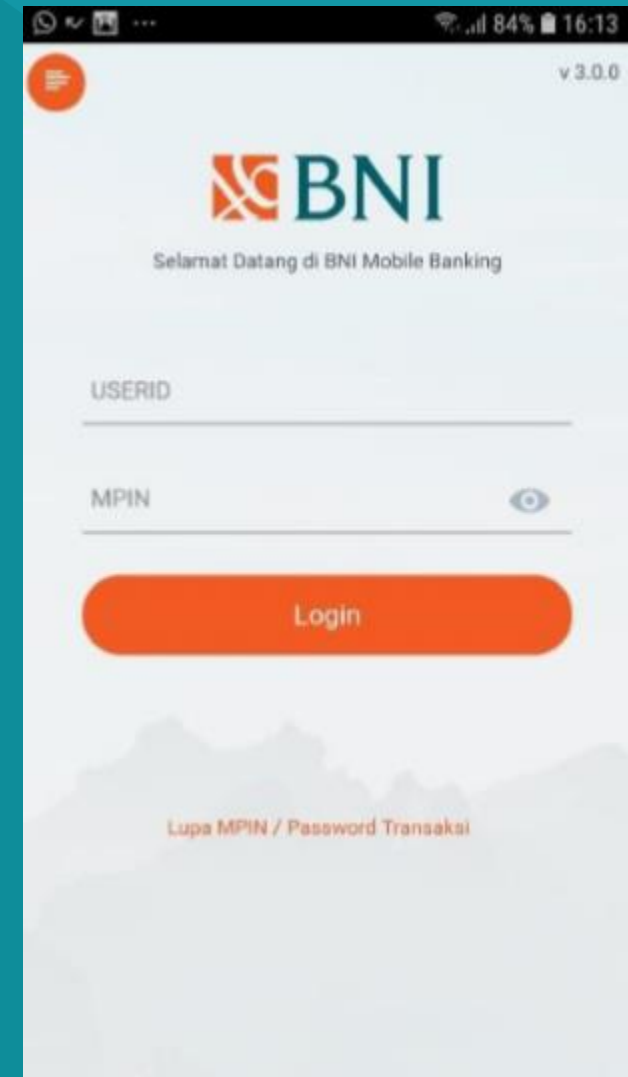 84% 16:13
v 3.0.0
BNI
Selamat Datang di BNI Mobile Banking
USERID
MPIN
Login
Lupa MPIN / Password Transaksi